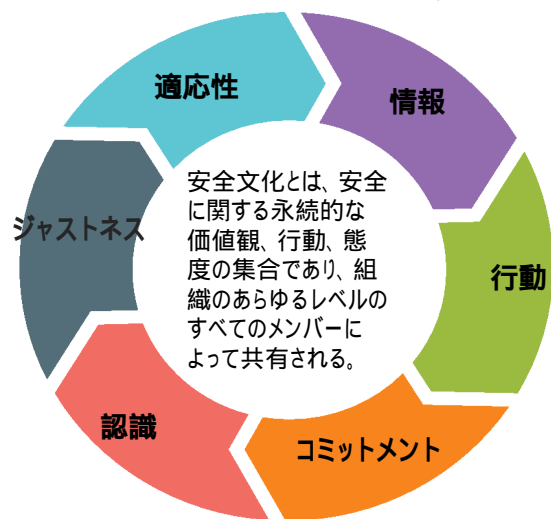 適応性
情報
ジャストネス
安全文化とは、安全
に関する永続的な
価値観、行動、態
度の集合であり、組
織のあらゆるレベルの
すべてのメンバーに
よって共有される。
行動
認識
コミットメント